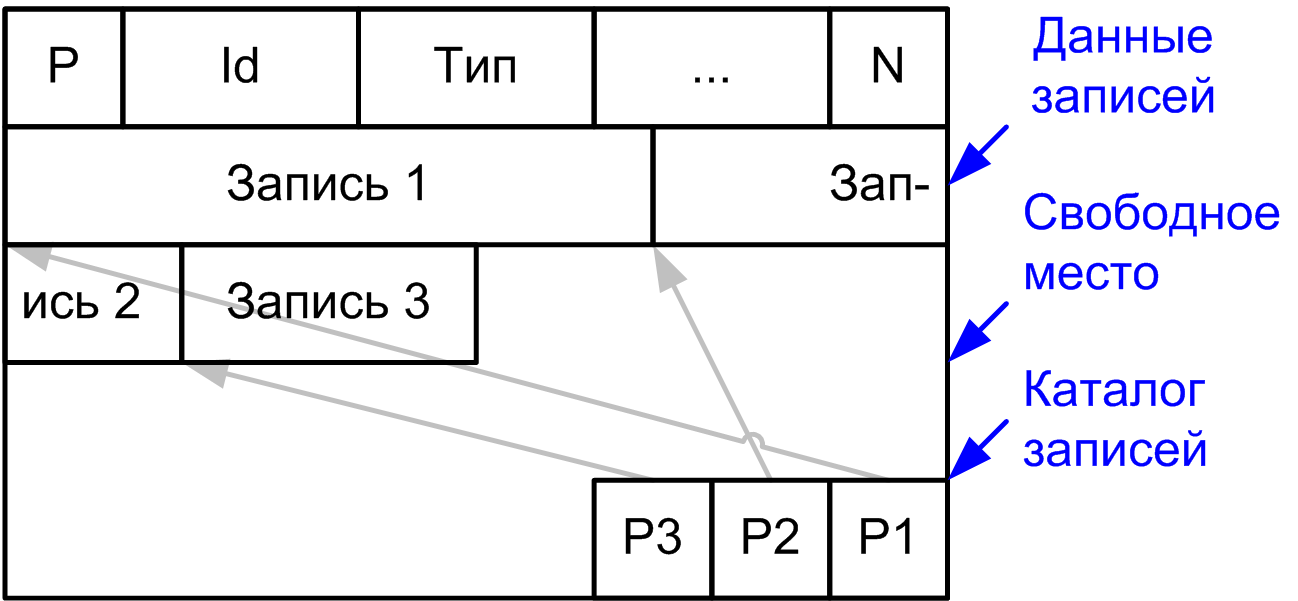 P Id Тип ... N
Данные
записей
Запись 1 Зап-
Свободное
место
ись 2 Запись 3
Каталог
записей
P3 P2 P1